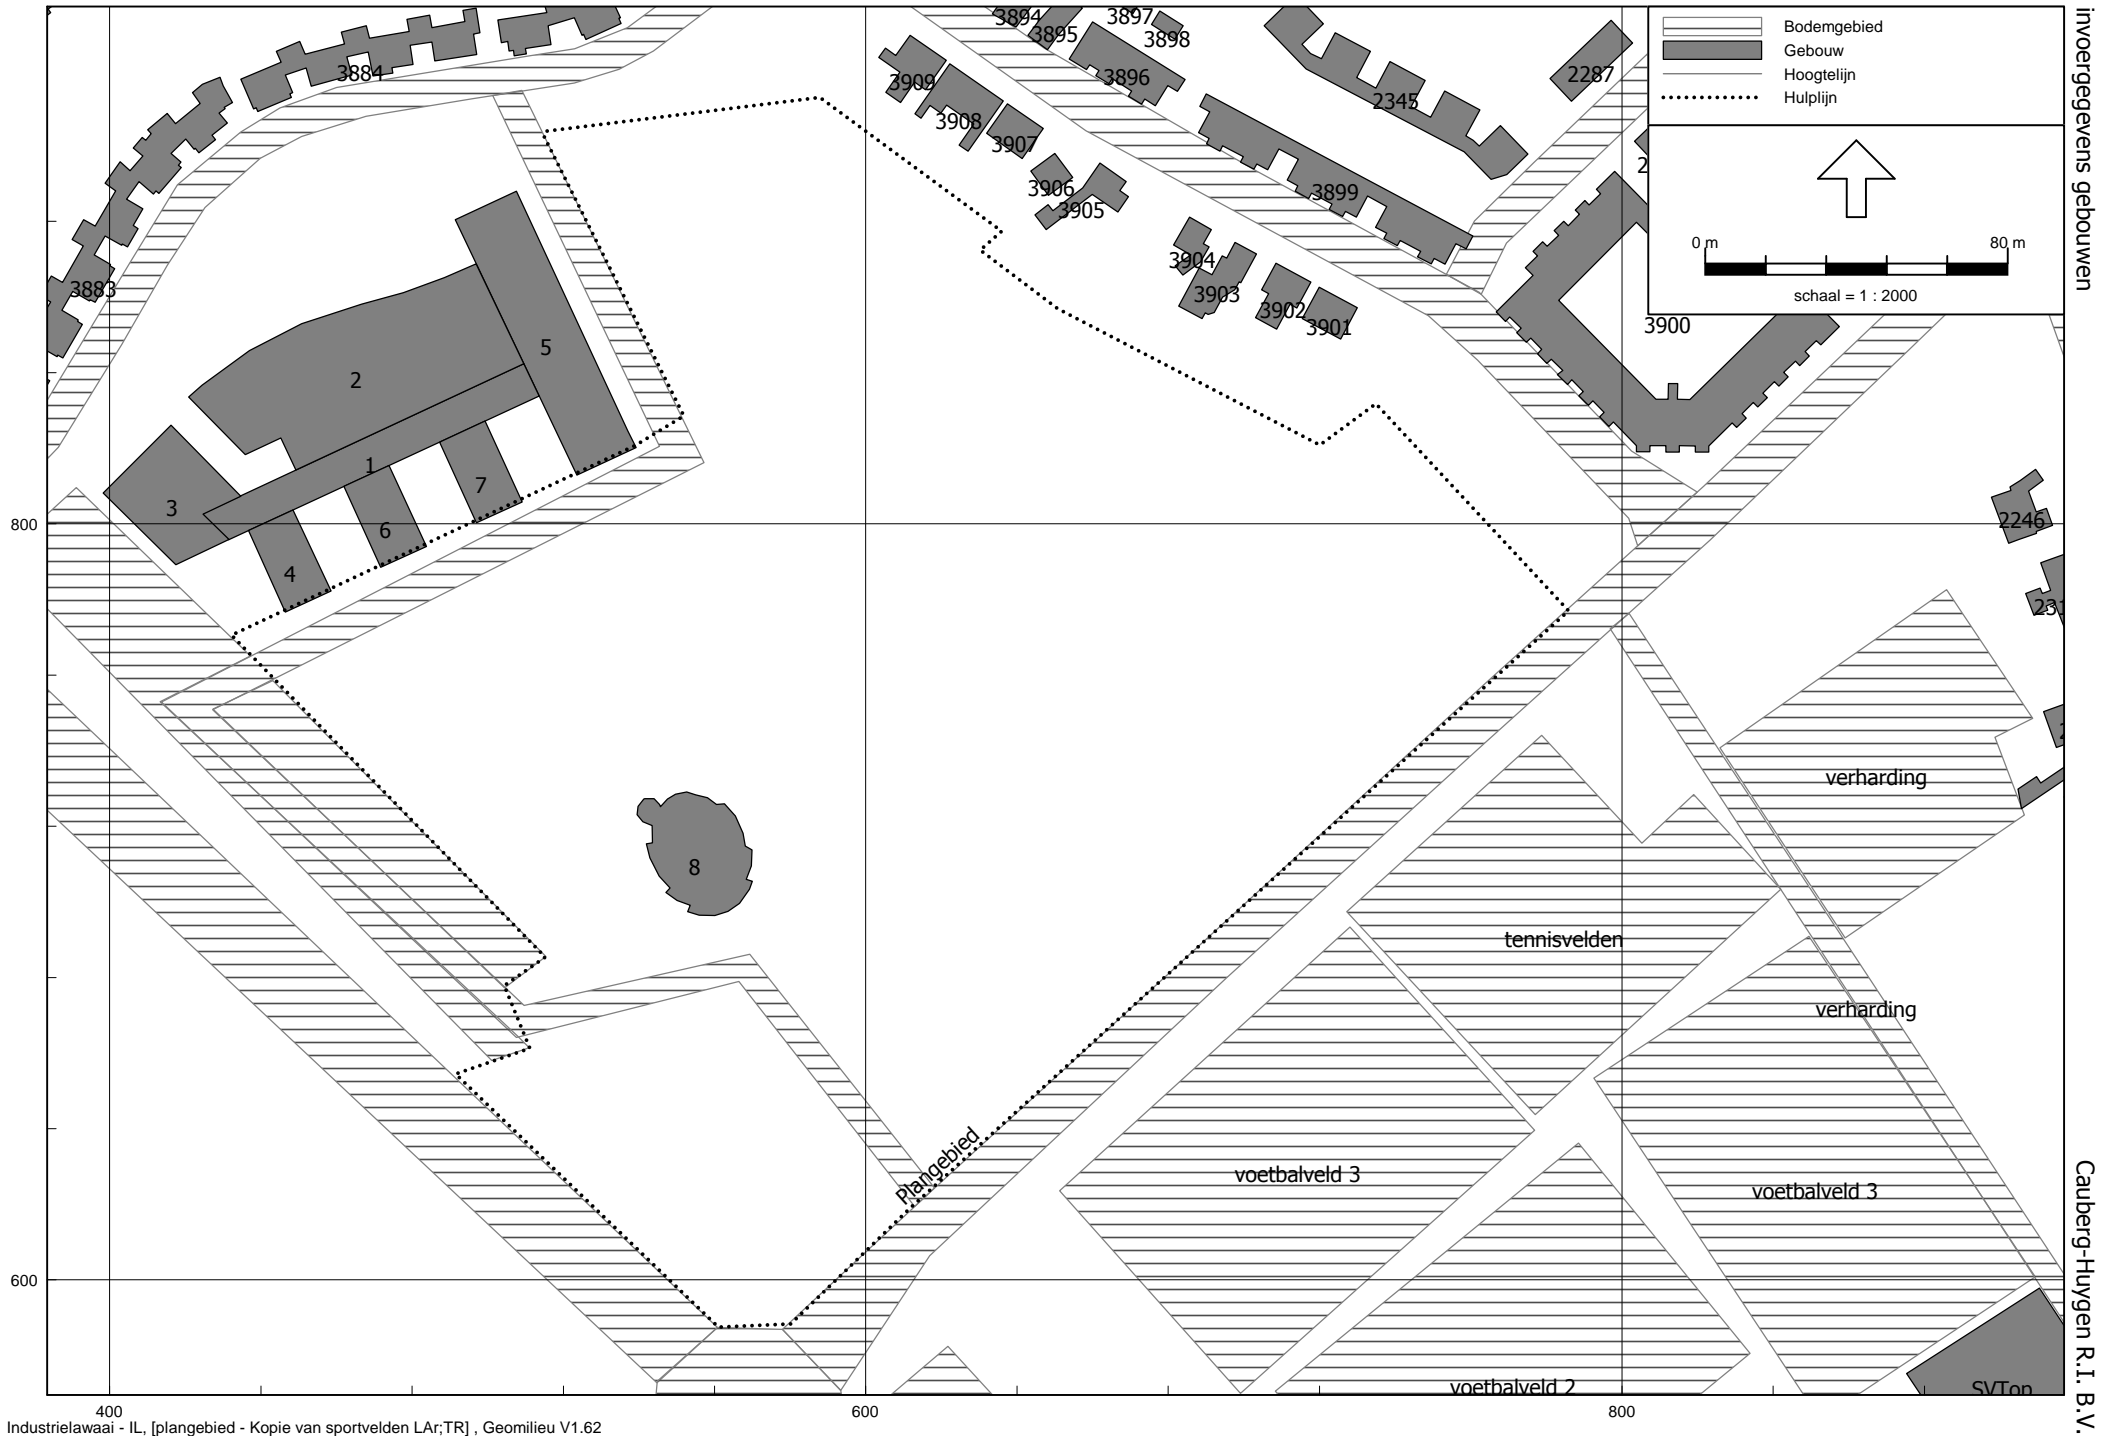 3894
3897
3895
3898
3884
3909
3896
2287
2345
3908
3907
3906
3899
3905
3904
3883
3903
3902
3901
3900
5
2
1
3
7
6
4
8
2246
verharding
tennisvelden
verharding
Plangebied
voetbalveld 3
voetbalveld 3
voetbalveld 2
SVTop
Bodemgebied
Gebouw
Hoogtelijn
Hulplijn
0 m
80 m
schaal = 1 : 2000
800
600
400
600
800
invoergegevens gebouwen
Cauberg-Huygen R.I. B.V.
Industrielawaai - IL, [plangebied - Kopie van sportvelden LAr;TR] , Geomilieu V1.62